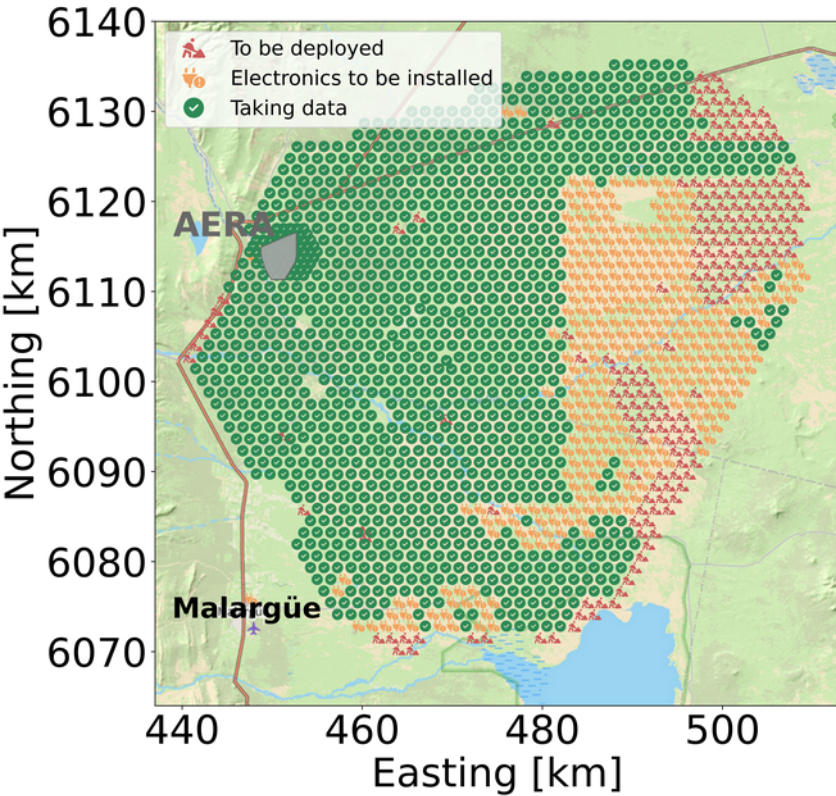 6140
6130
6120
6110
6100
6090
6080
6070
Northing [km]
To be deployed
Electronics to be installed
Taking data
AERA
Malargüe
440
460
480
500
Easting [km]